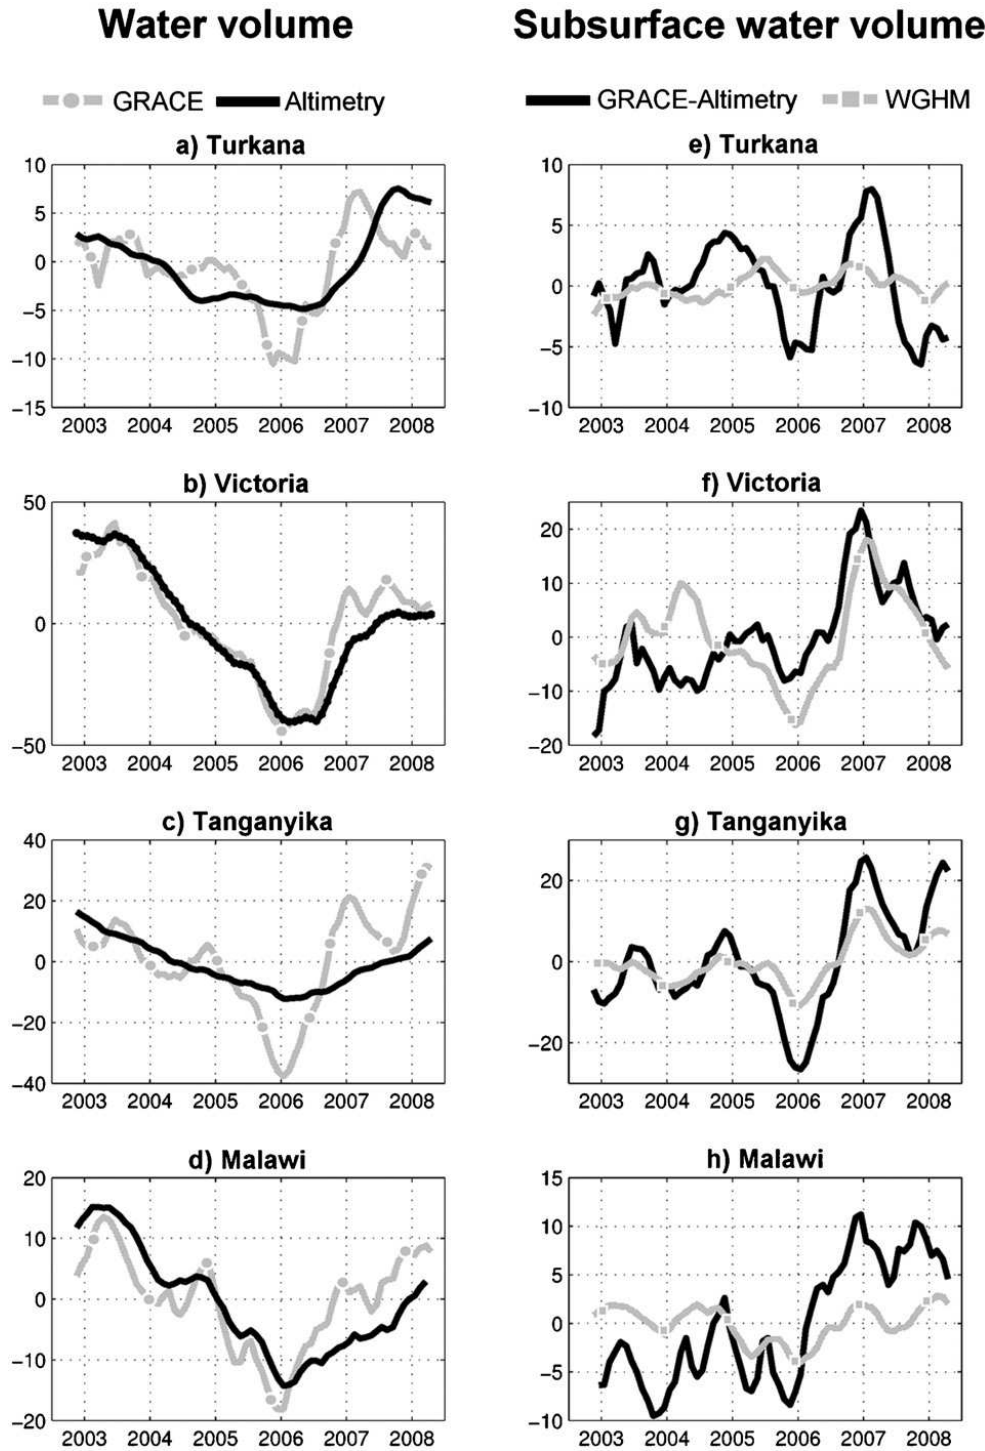 Water volume
Subsurface water volume
GRACE Altimetry
GRACE-Altimetry WGHM
a) Turkana
10
5
0
−5
−10
−15
2003 2004 2005 2006 2007 2008
e) Turkana
10
5
0
−5
−10
2003 2004 2005 2006 2007 2008
b) Victoria
50
0
−50
2003 2004 2005 2006 2007 2008
f) Victoria
20
10
0
−10
−20
2003 2004 2005 2006 2007 2008
c) Tanganyika
40
20
0
−20
−40
2003 2004 2005 2006 2007 2008
g) Tanganyika
20
0
−20
2003 2004 2005 2006 2007 2008
d) Malawi
20
10
0
−10
−20
2003 2004 2005 2006 2007 2008
h) Malawi
15
10
5
0
−5
−10
2003 2004 2005 2006 2007 2008